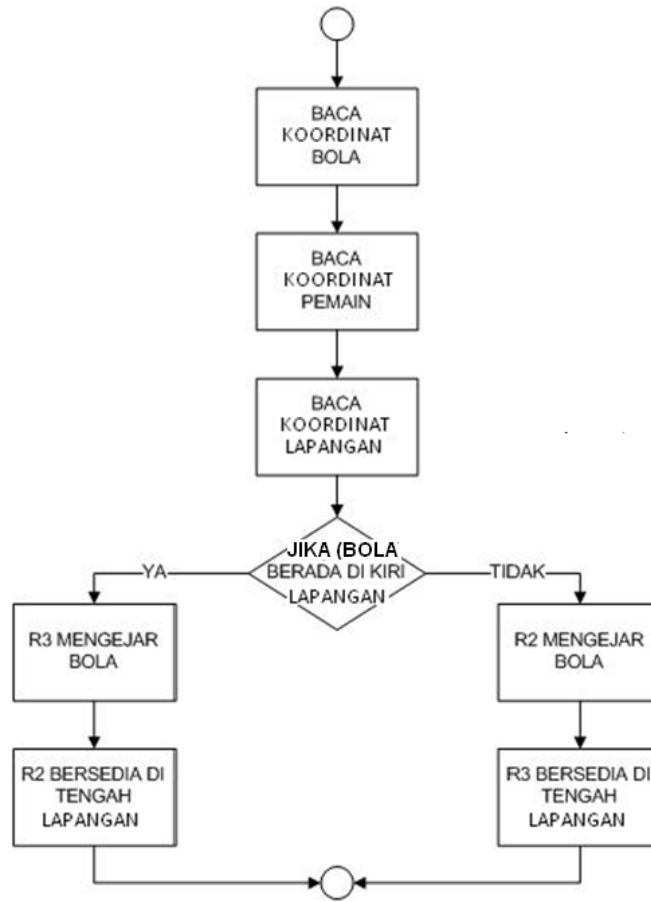 BACA
KOORDINAT
BOLA
BACA
KOORDINAT
PEMAIN
BACA
KOORDINAT
LAPANGAN
JIKA (BOLA
BERADA DI KIRI
LAPANGAN
YA
TIDAK
R3 MENGEJAR
BOLA
R2 MENGEJAR
BOLA
R2 BERSEDIA DI
TENGAH
LAPANGAN
R3 BERSEDIA DI
TENGAH
LAPANGAN